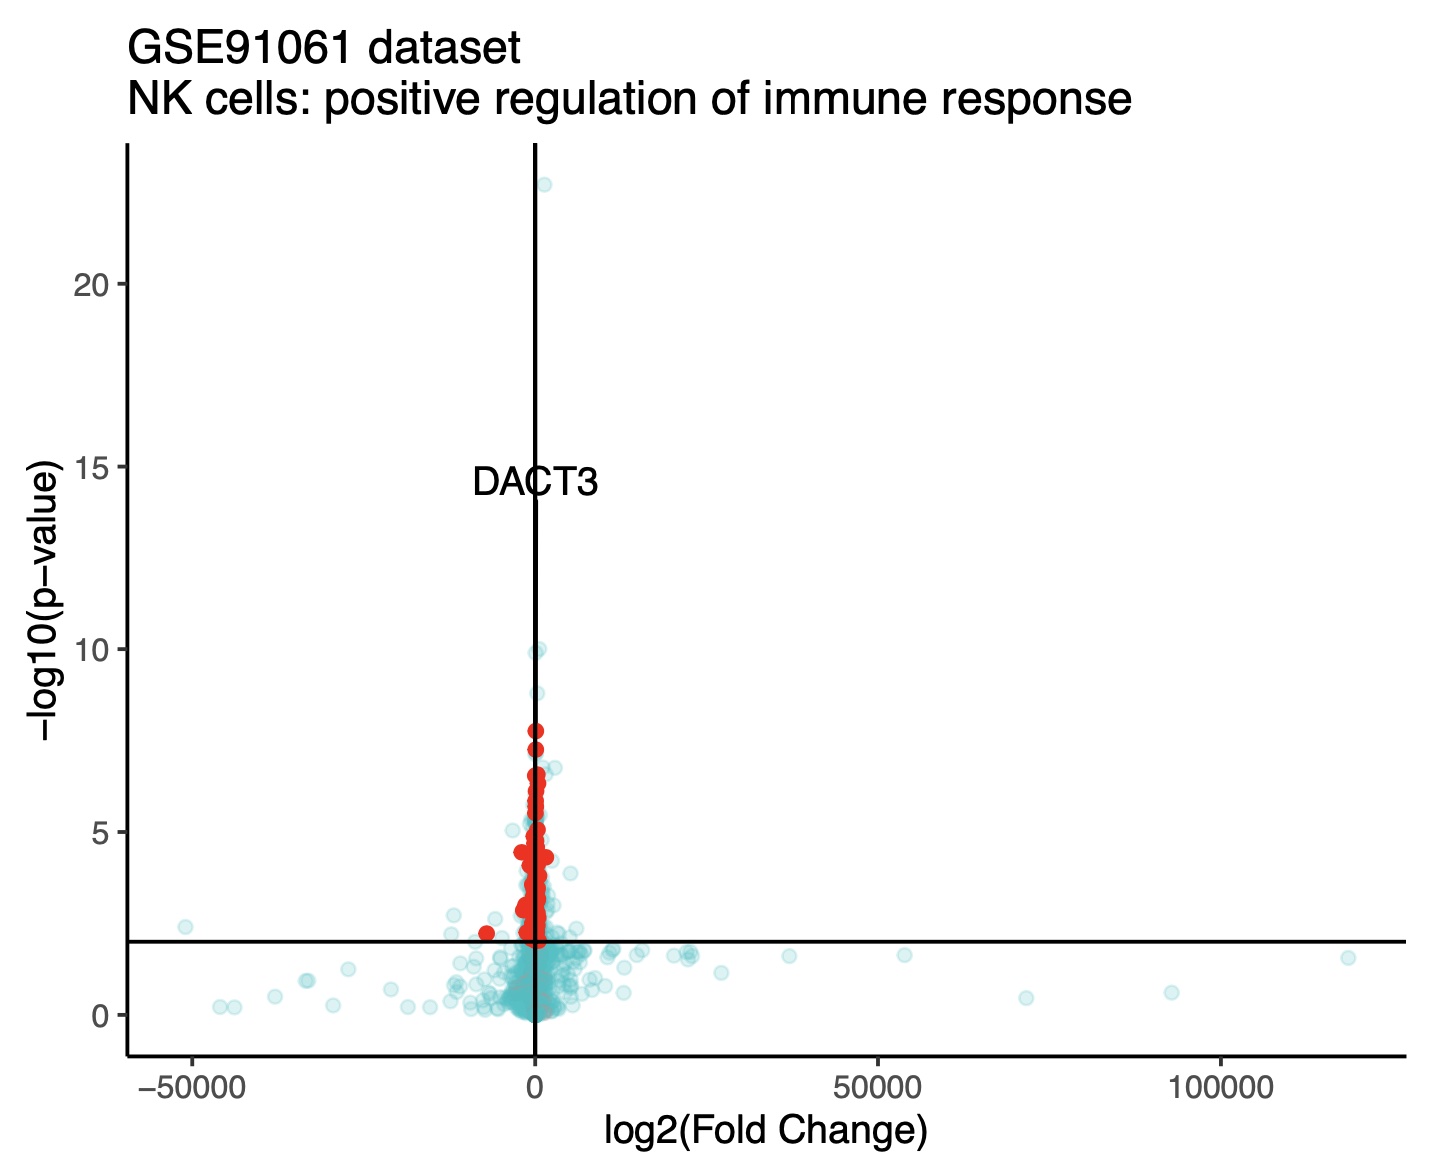 GSE91061 dataset
NK cells: positive regulation of immune response
20
15
10
5
0
−log10(p−value)
DACT3
−50000
0
50000
100000
log2(Fold Change)